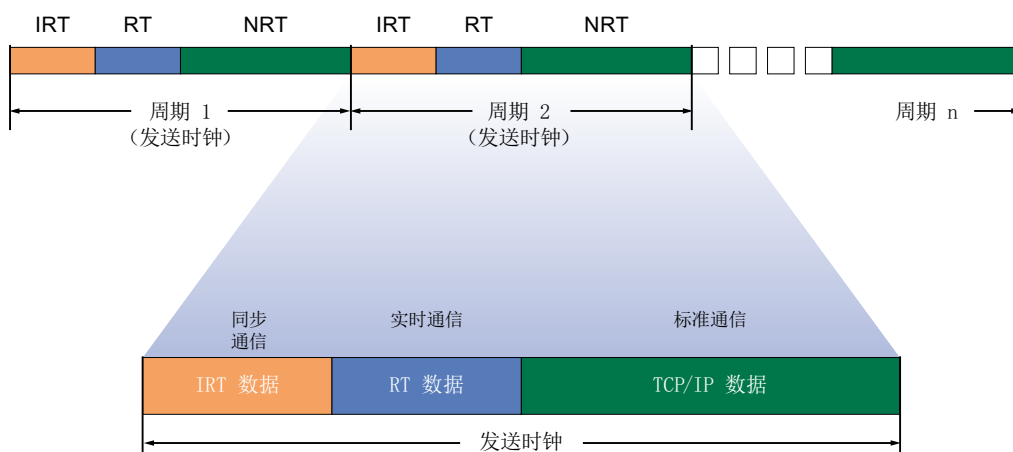 IRT RT NRT IRT RT NRT
周期 1
(发送时钟)
周期 2
(发送时钟)
周期 n
同步
通信
实时通信
标准通信
IRT 数据
RT 数据
TCP/IP 数据
发送时钟